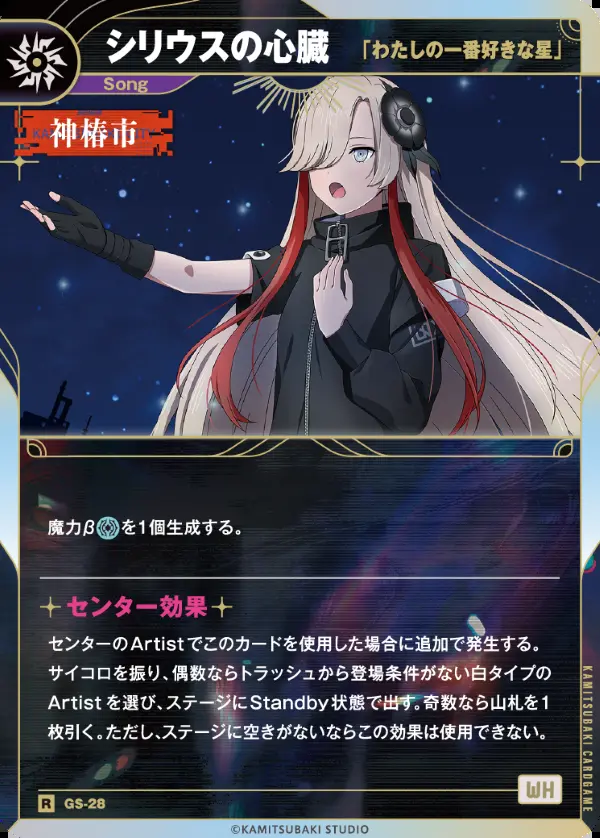 シリウスの心臓 「わたしの一番好きな星」
Song
神椿市
魔力β を1個生成する。
センター効果
センターのArtistでこのカードを使用した場合に追加で発生する。
サイコロを振り、偶数ならトラッシュから登場条件がない白タイプの
Artistを選び、ステージにStandby状態で出す。奇数なら山札を1
枚引く。ただし、ステージに空きがないならこの効果は使用できない。
KAMITSUBAKI CARDGAME
WH
R GS-28
©KAMITSUBAKI STUDIO